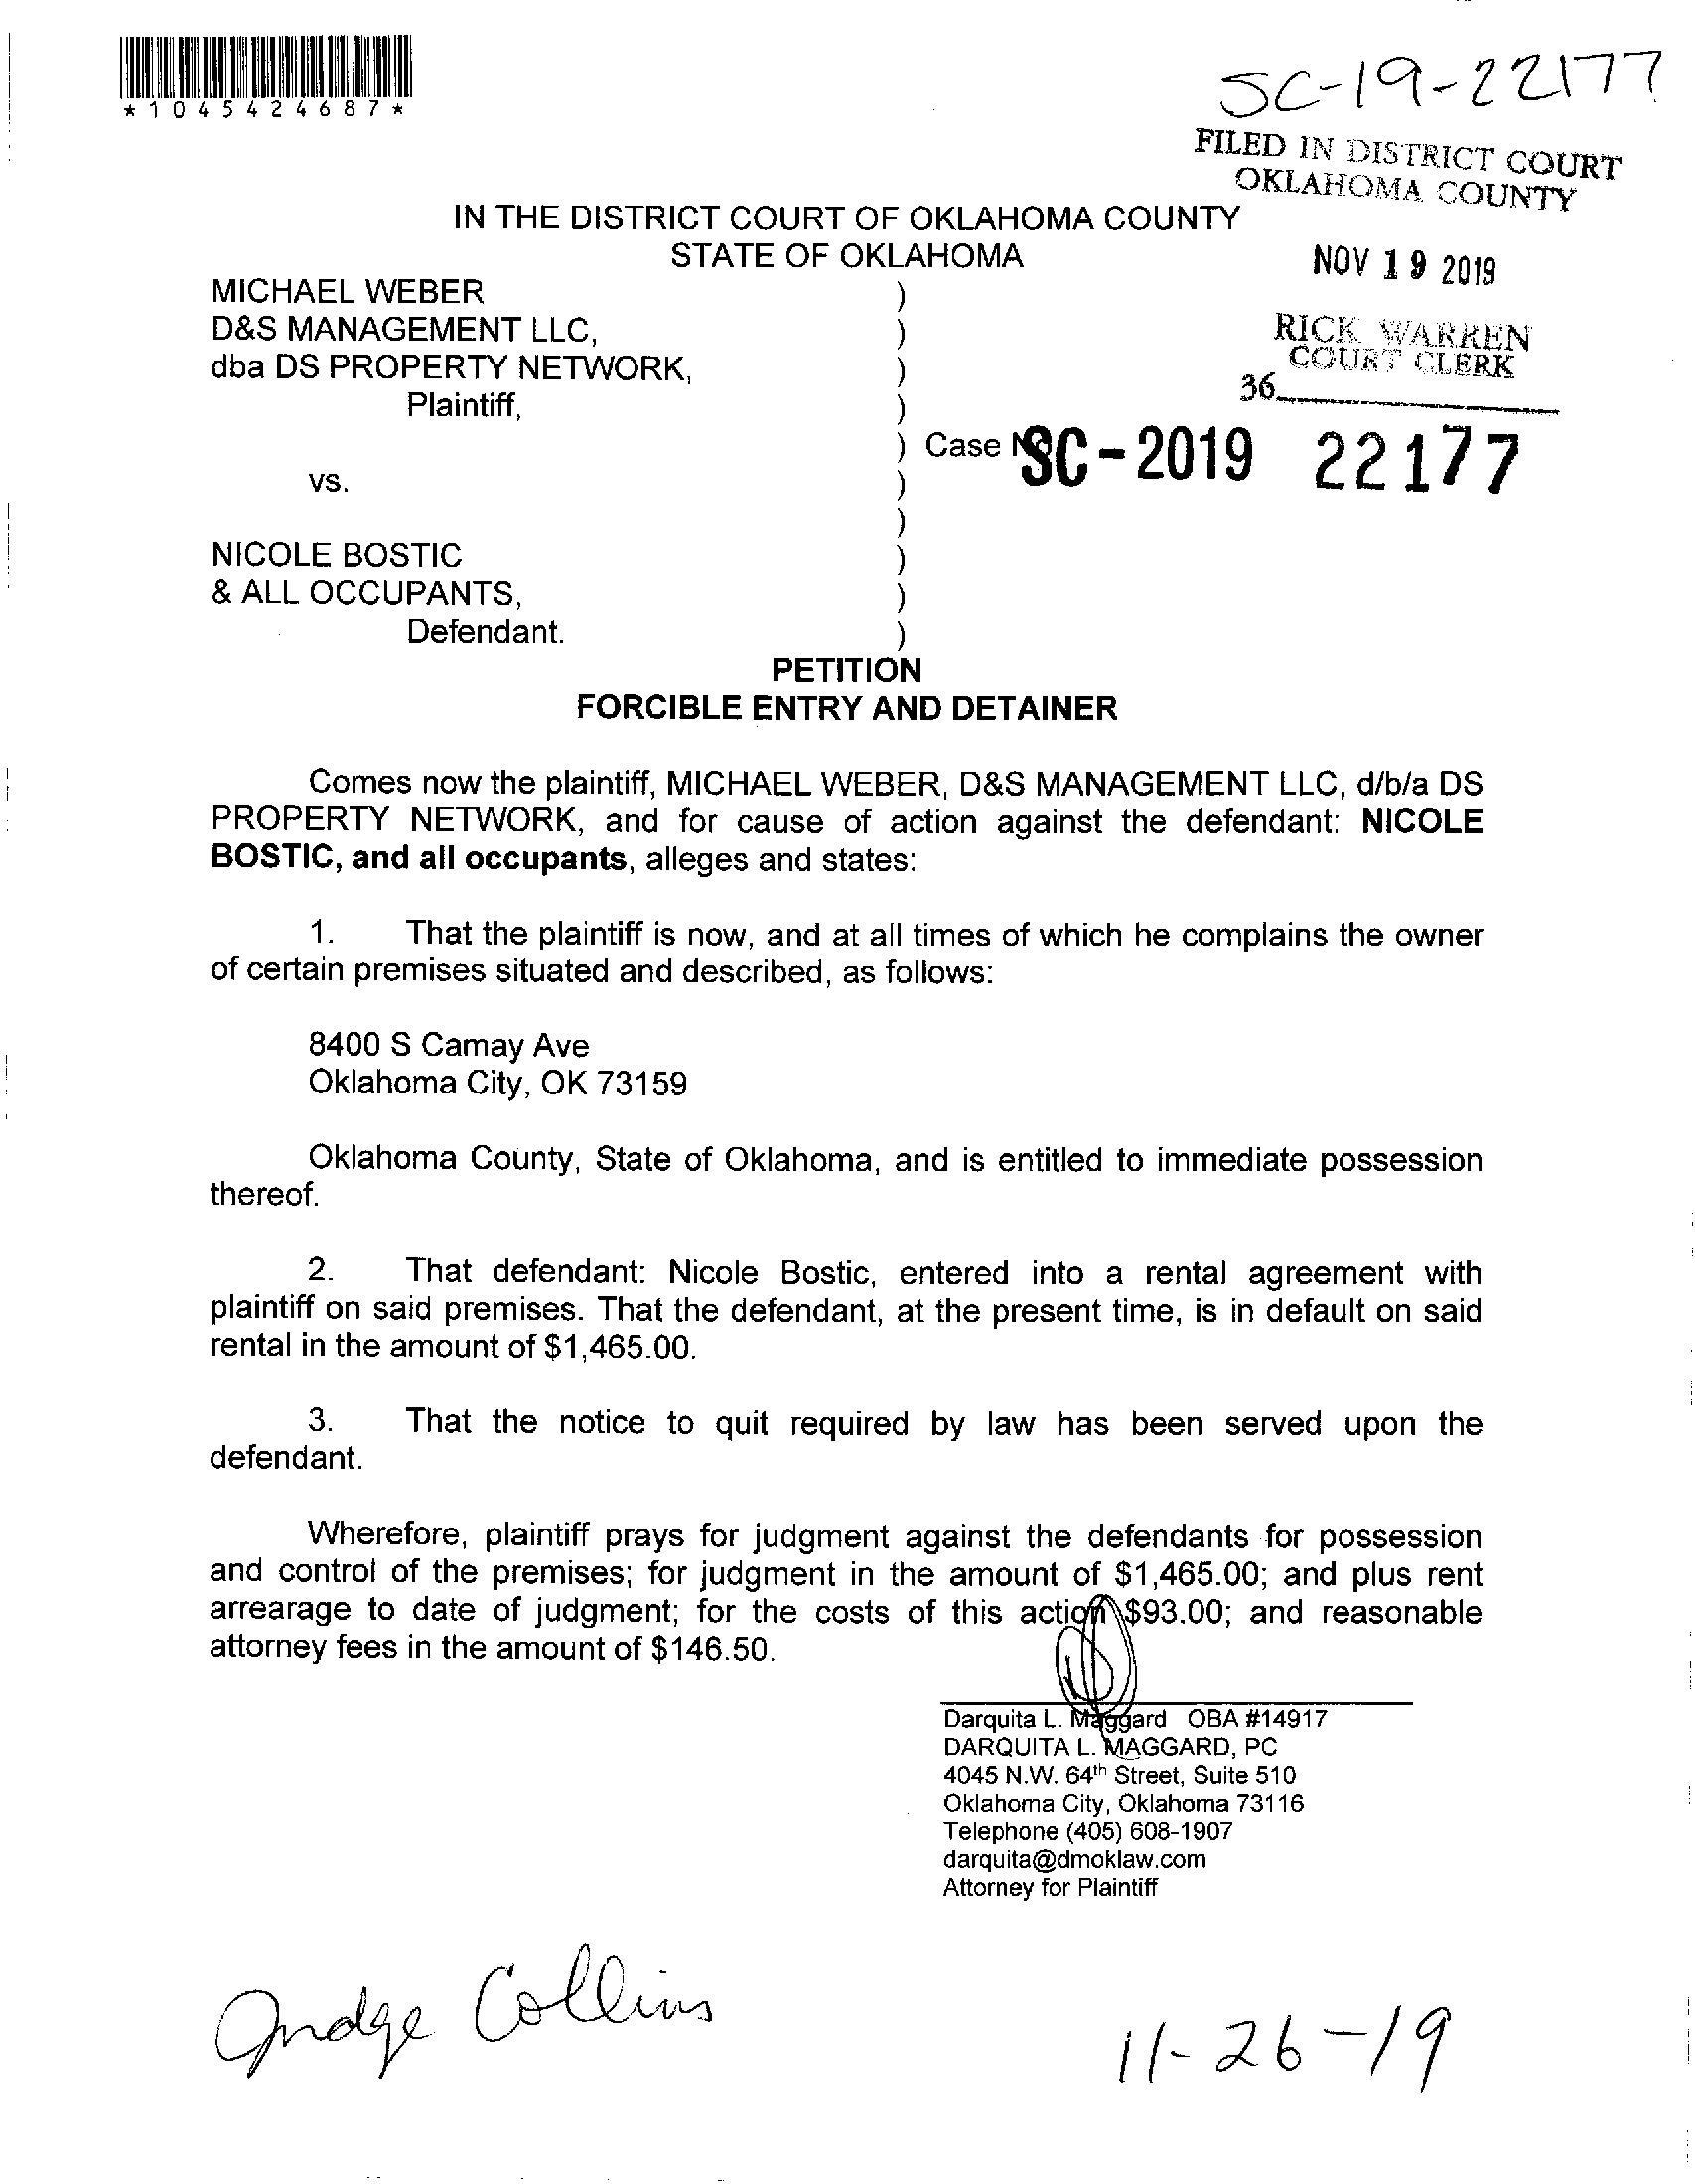 *1045424687*
SC-19-22177
FILED IN DISTRICT COURT
OKLAHOMA COUNTY
IN THE DISTRICT COURT OF OKLAHOMA COUNTY
STATE OF OKLAHOMA
NOV 19 2019
MICHAEL WEBER )
D&S MANAGEMENT LLC, )
dba DS PROPERTY NETWORK, )
Plaintiff, )
RICK WARREN
COURT CLERK
36
) Case No SC-2019 22177
vs. )
)
NICOLE BOSTIC )
& ALL OCCUPANTS, )
Defendant. )
PETITION
FORCIBLE ENTRY AND DETAINER
Comes now the plaintiff, MICHAEL WEBER, D&S MANAGEMENT LLC, d/b/a DS
PROPERTY NETWORK, and for cause of action against the defendant: NICOLE
BOSTIC, and all occupants, alleges and states:
1. That the plaintiff is now, and at all times of which he complains the owner
of certain premises situated and described, as follows:
8400 S Camay Ave
Oklahoma City, OK 73159
Oklahoma County, State of Oklahoma, and is entitled to immediate possession
thereof.
2. That defendant: Nicole Bostic, entered into a rental agreement with
plaintiff on said premises. That the defendant, at the present time, is in default on said
rental in the amount of $1,465.00.
3. That the notice to quit required by law has been served upon the
defendant.
Wherefore, plaintiff prays for judgment against the defendants for possession
and control of the premises; for judgment in the amount of $1,465.00; and plus rent
arrearage to date of judgment; for the costs of this action $93.00; and reasonable
attorney fees in the amount of $146.50.
Darquita L. Maggard OBA #14917
DARQUITA L. MAGGARD, PC
4045 N.W. 64th Street, Suite 510
Oklahoma City, Oklahoma 73116
Telephone (405) 608-1907
darquita@dmoklaw.com
Attorney for Plaintiff
Judge Collins
11-26-19